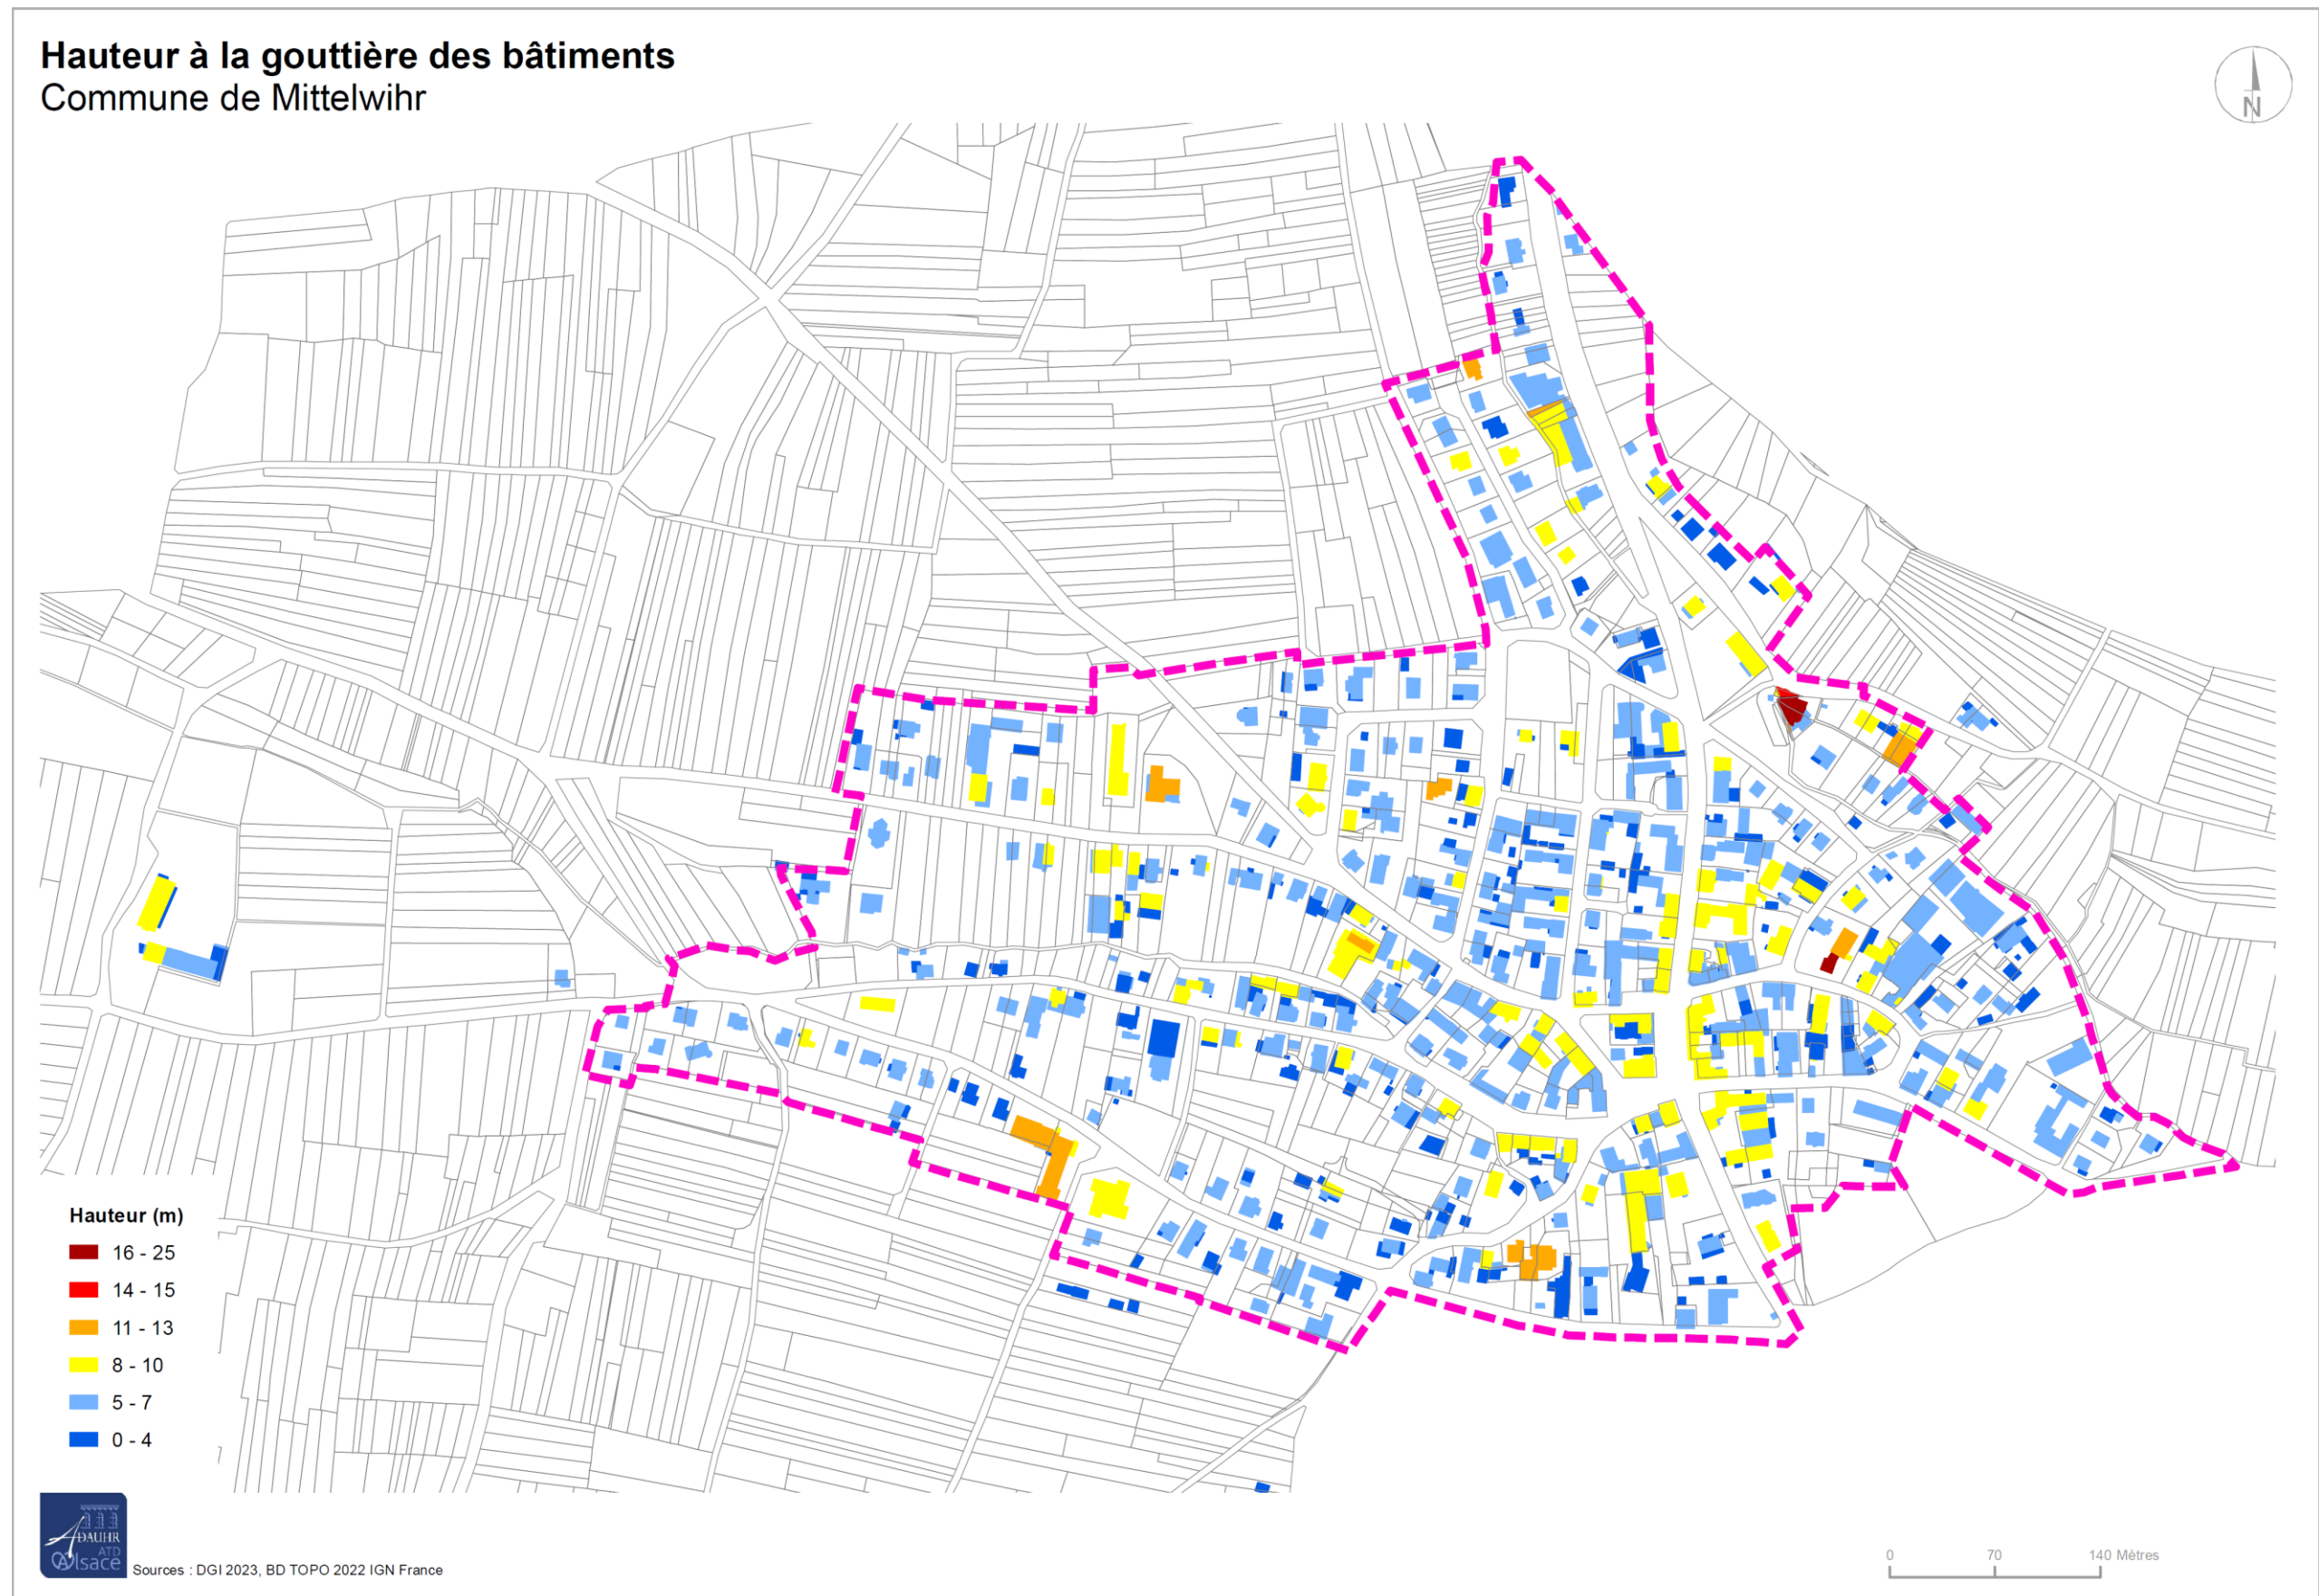 Hauteur à la gouttière des bâtiments
Commune de Mittelwihr
N
Hauteur (m)
16 - 25
14 - 15
11 - 13
8 - 10
5 - 7
0 - 4
ADAUHR
ATD
Alsace
Sources : DGI 2023, BD TOPO 2022 IGN France
0 70 140 Mètres